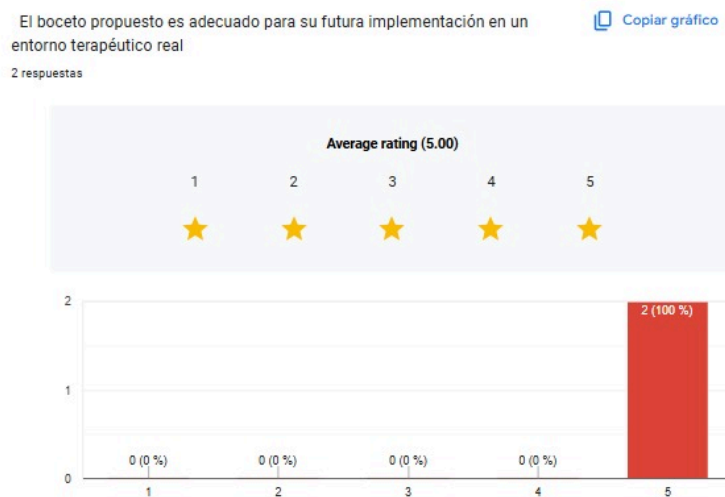 El boceto propuesto es adecuado para su futura implementación en un
entorno terapéutico real
Copiar gráfico
2 respuestas
Average rating (5.00)
1 2 3 4 5
2
2 (100 %)
1
0 (0 %) 0 (0 %) 0 (0 %) 0 (0 %)
0
1 2 3 4 5